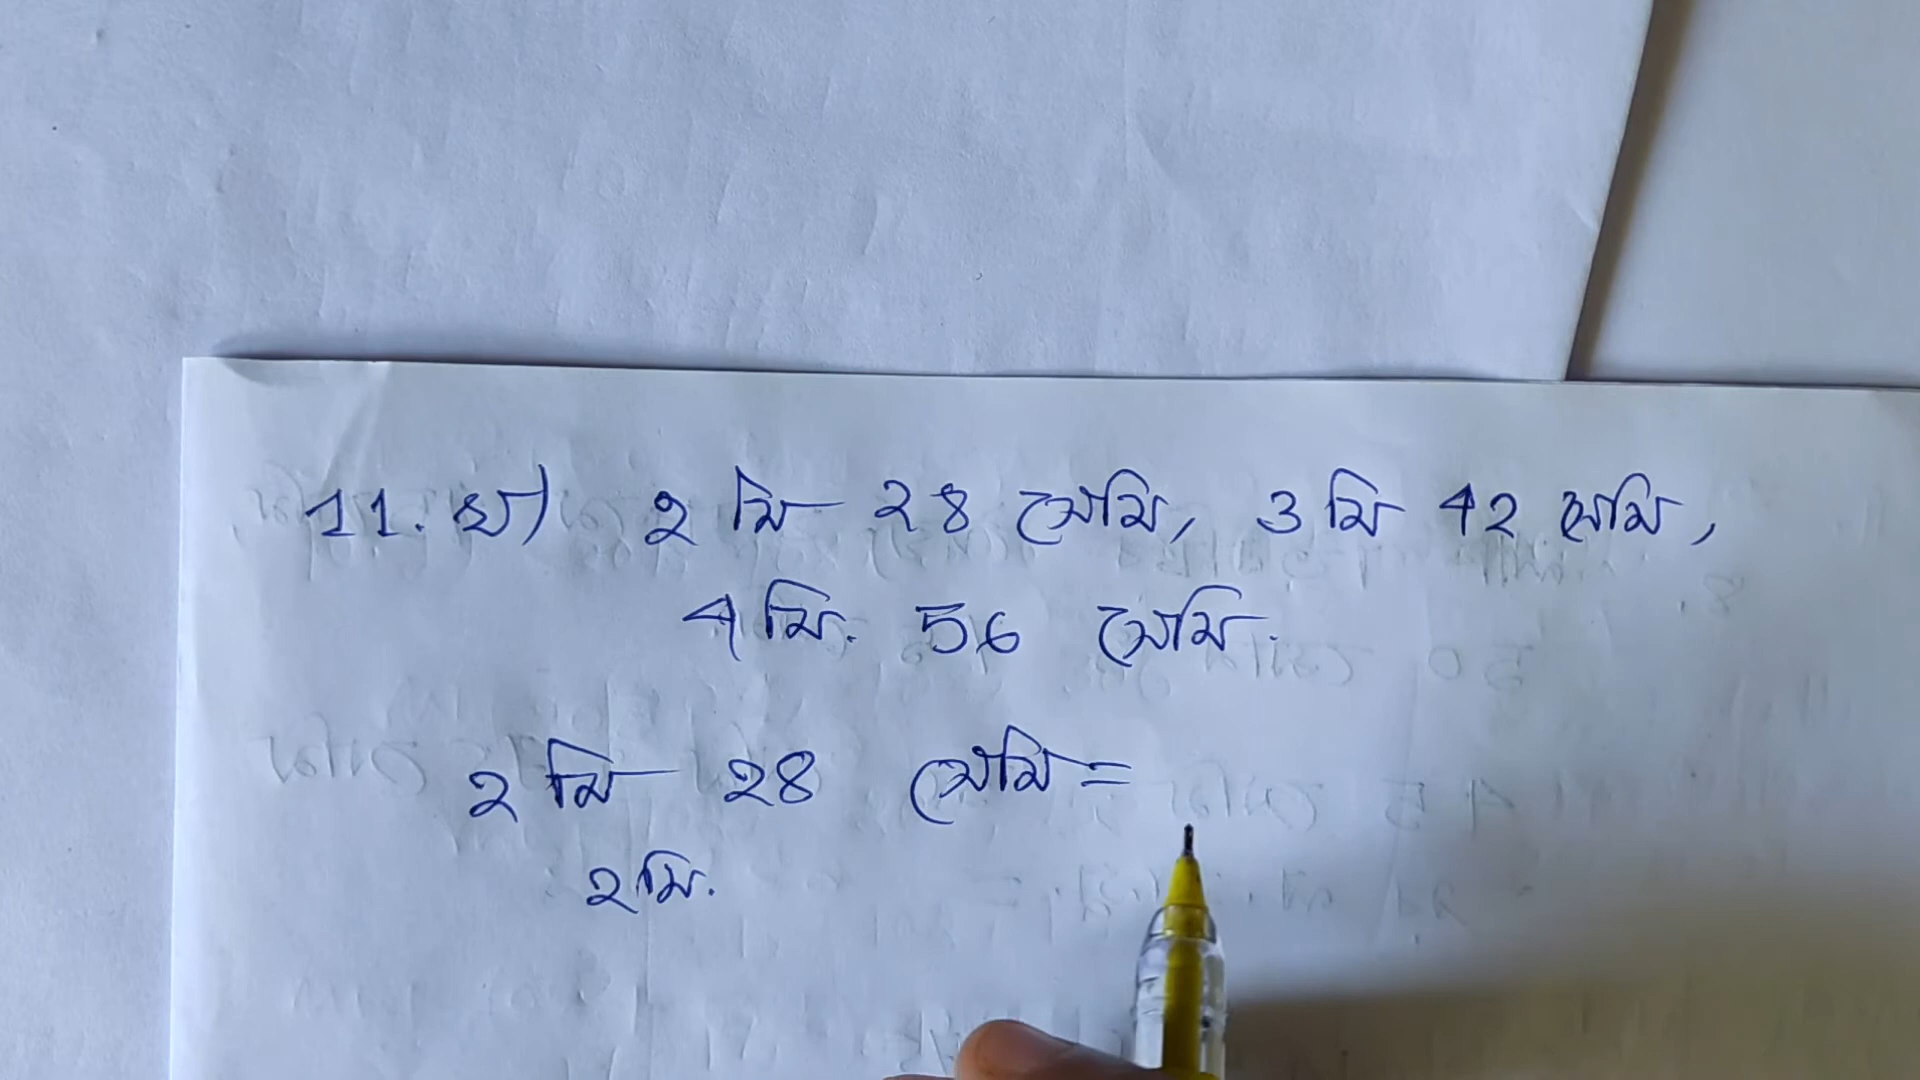 11. খ) 2 মি 28 সেমি, 3 মি 42 সেমি,
4 মি. 56 সেমি.
2 মি 28 সেমি =
2 মি.